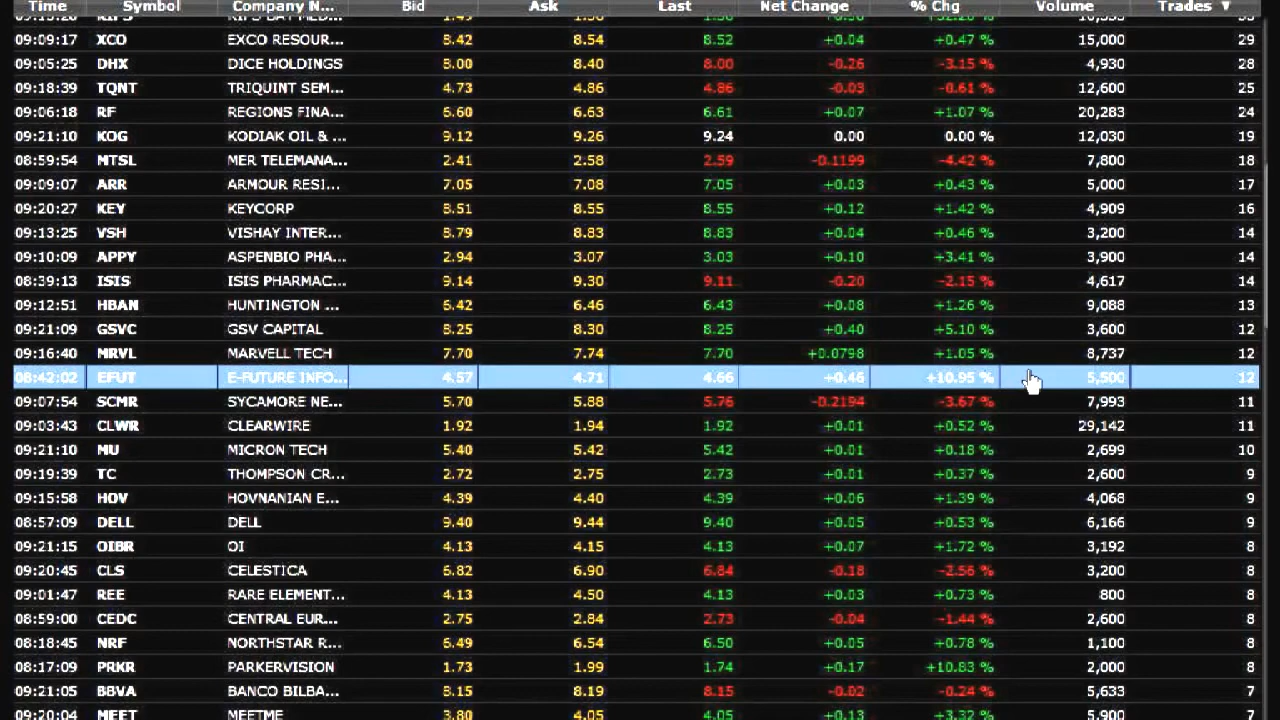 Time Symbol Company N... Bid Ask Last Net Change % Chg Volume Trades ▼
09:09:17 XCO EXCO RESOUR... 8.42 8.54 8.52 +0.04 +0.47 % 15,000 29
09:05:25 DHX DICE HOLDINGS 8.00 8.40 8.00 -0.26 -3.15 % 4,930 28
09:18:39 TQNT TRIQUINT SEM... 4.73 4.86 4.86 -0.03 -0.61 % 12,600 25
09:06:18 RF REGIONS FINA... 6.60 6.63 6.61 +0.07 +1.07 % 20,283 24
09:21:10 KOG KODIAK OIL & ... 9.12 9.26 9.24 0.00 0.00 % 12,030 19
08:59:54 MTSL MER TELEMANA... 2.41 2.58 2.59 -0.1199 -4.42 % 7,800 18
09:09:07 ARR ARMOUR RESI... 7.05 7.08 7.05 +0.03 +0.43 % 5,000 17
09:20:27 KEY KEYCORP 8.51 8.55 8.55 +0.12 +1.42 % 4,909 16
09:13:25 VSH VISHAY INTER... 8.79 8.83 8.83 +0.04 +0.46 % 3,200 14
09:10:09 APPY ASPENBIO PHA... 2.94 3.07 3.03 +0.10 +3.41 % 3,900 14
08:39:13 ISIS ISIS PHARMAC... 9.14 9.30 9.11 -0.20 -2.15 % 4,617 14
09:12:51 HBAN HUNTINGTON ... 6.42 6.46 6.43 +0.08 +1.26 % 9,088 13
09:21:09 GSVC GSV CAPITAL 8.25 8.30 8.25 +0.40 +5.10 % 3,600 12
09:16:40 MRVL MARVELL TECH 7.70 7.74 7.70 +0.0798 +1.05 % 8,737 12
08:42:02 EFUT E-FUTURE INFO... 4.57 4.71 4.66 +0.46 +10.95 % 5,500 12
09:07:54 SCMR SYCAMORE NE... 5.70 5.88 5.76 -0.2194 -3.67 % 7,993 11
09:03:43 CLWR CLEARWIRE 1.92 1.94 1.92 +0.01 +0.52 % 29,142 11
09:21:10 MU MICRON TECH 5.40 5.42 5.42 +0.01 +0.18 % 2,699 10
09:19:39 TC THOMPSON CR... 2.72 2.75 2.73 +0.01 +0.37 % 2,600 9
09:15:58 HOV HOVNANIAN E... 4.39 4.40 4.39 +0.06 +1.39 % 4,068 9
08:57:09 DELL DELL 9.40 9.44 9.40 +0.05 +0.53 % 6,166 9
09:21:15 OIBR OI 4.13 4.15 4.13 +0.07 +1.72 % 3,192 8
09:20:45 CLS CELESTICA 6.82 6.90 6.84 -0.18 -2.56 % 3,200 8
09:01:47 REE RARE ELEMENT... 4.13 4.50 4.13 +0.03 +0.73 % 800 8
08:59:00 CEDC CENTRAL EUR... 2.75 2.84 2.73 -0.04 -1.44 % 2,600 8
08:18:45 NRF NORTHSTAR R... 6.49 6.54 6.50 +0.05 +0.78 % 1,100 8
08:17:09 PRKR PARKERVISION 1.73 1.99 1.74 +0.17 +10.83 % 2,000 8
09:21:05 BBVA BANCO BILBA... 8.15 8.19 8.15 -0.02 -0.24 % 5,633 7
09:20:04 MEET MEETME 3.80 4.05 4.05 +0.13 +3.32 % 5,900 7